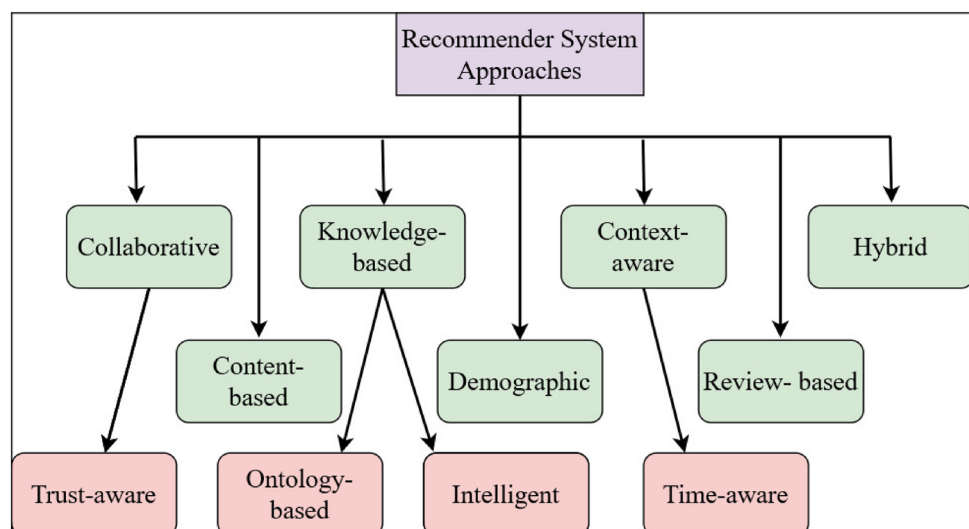 Recommender System
Approaches
Collaborative
Knowledge-
based
Context-
aware
Hybrid
Content-
based
Demographic
Review- based
Trust-aware
Ontology-
based
Intelligent
Time-aware